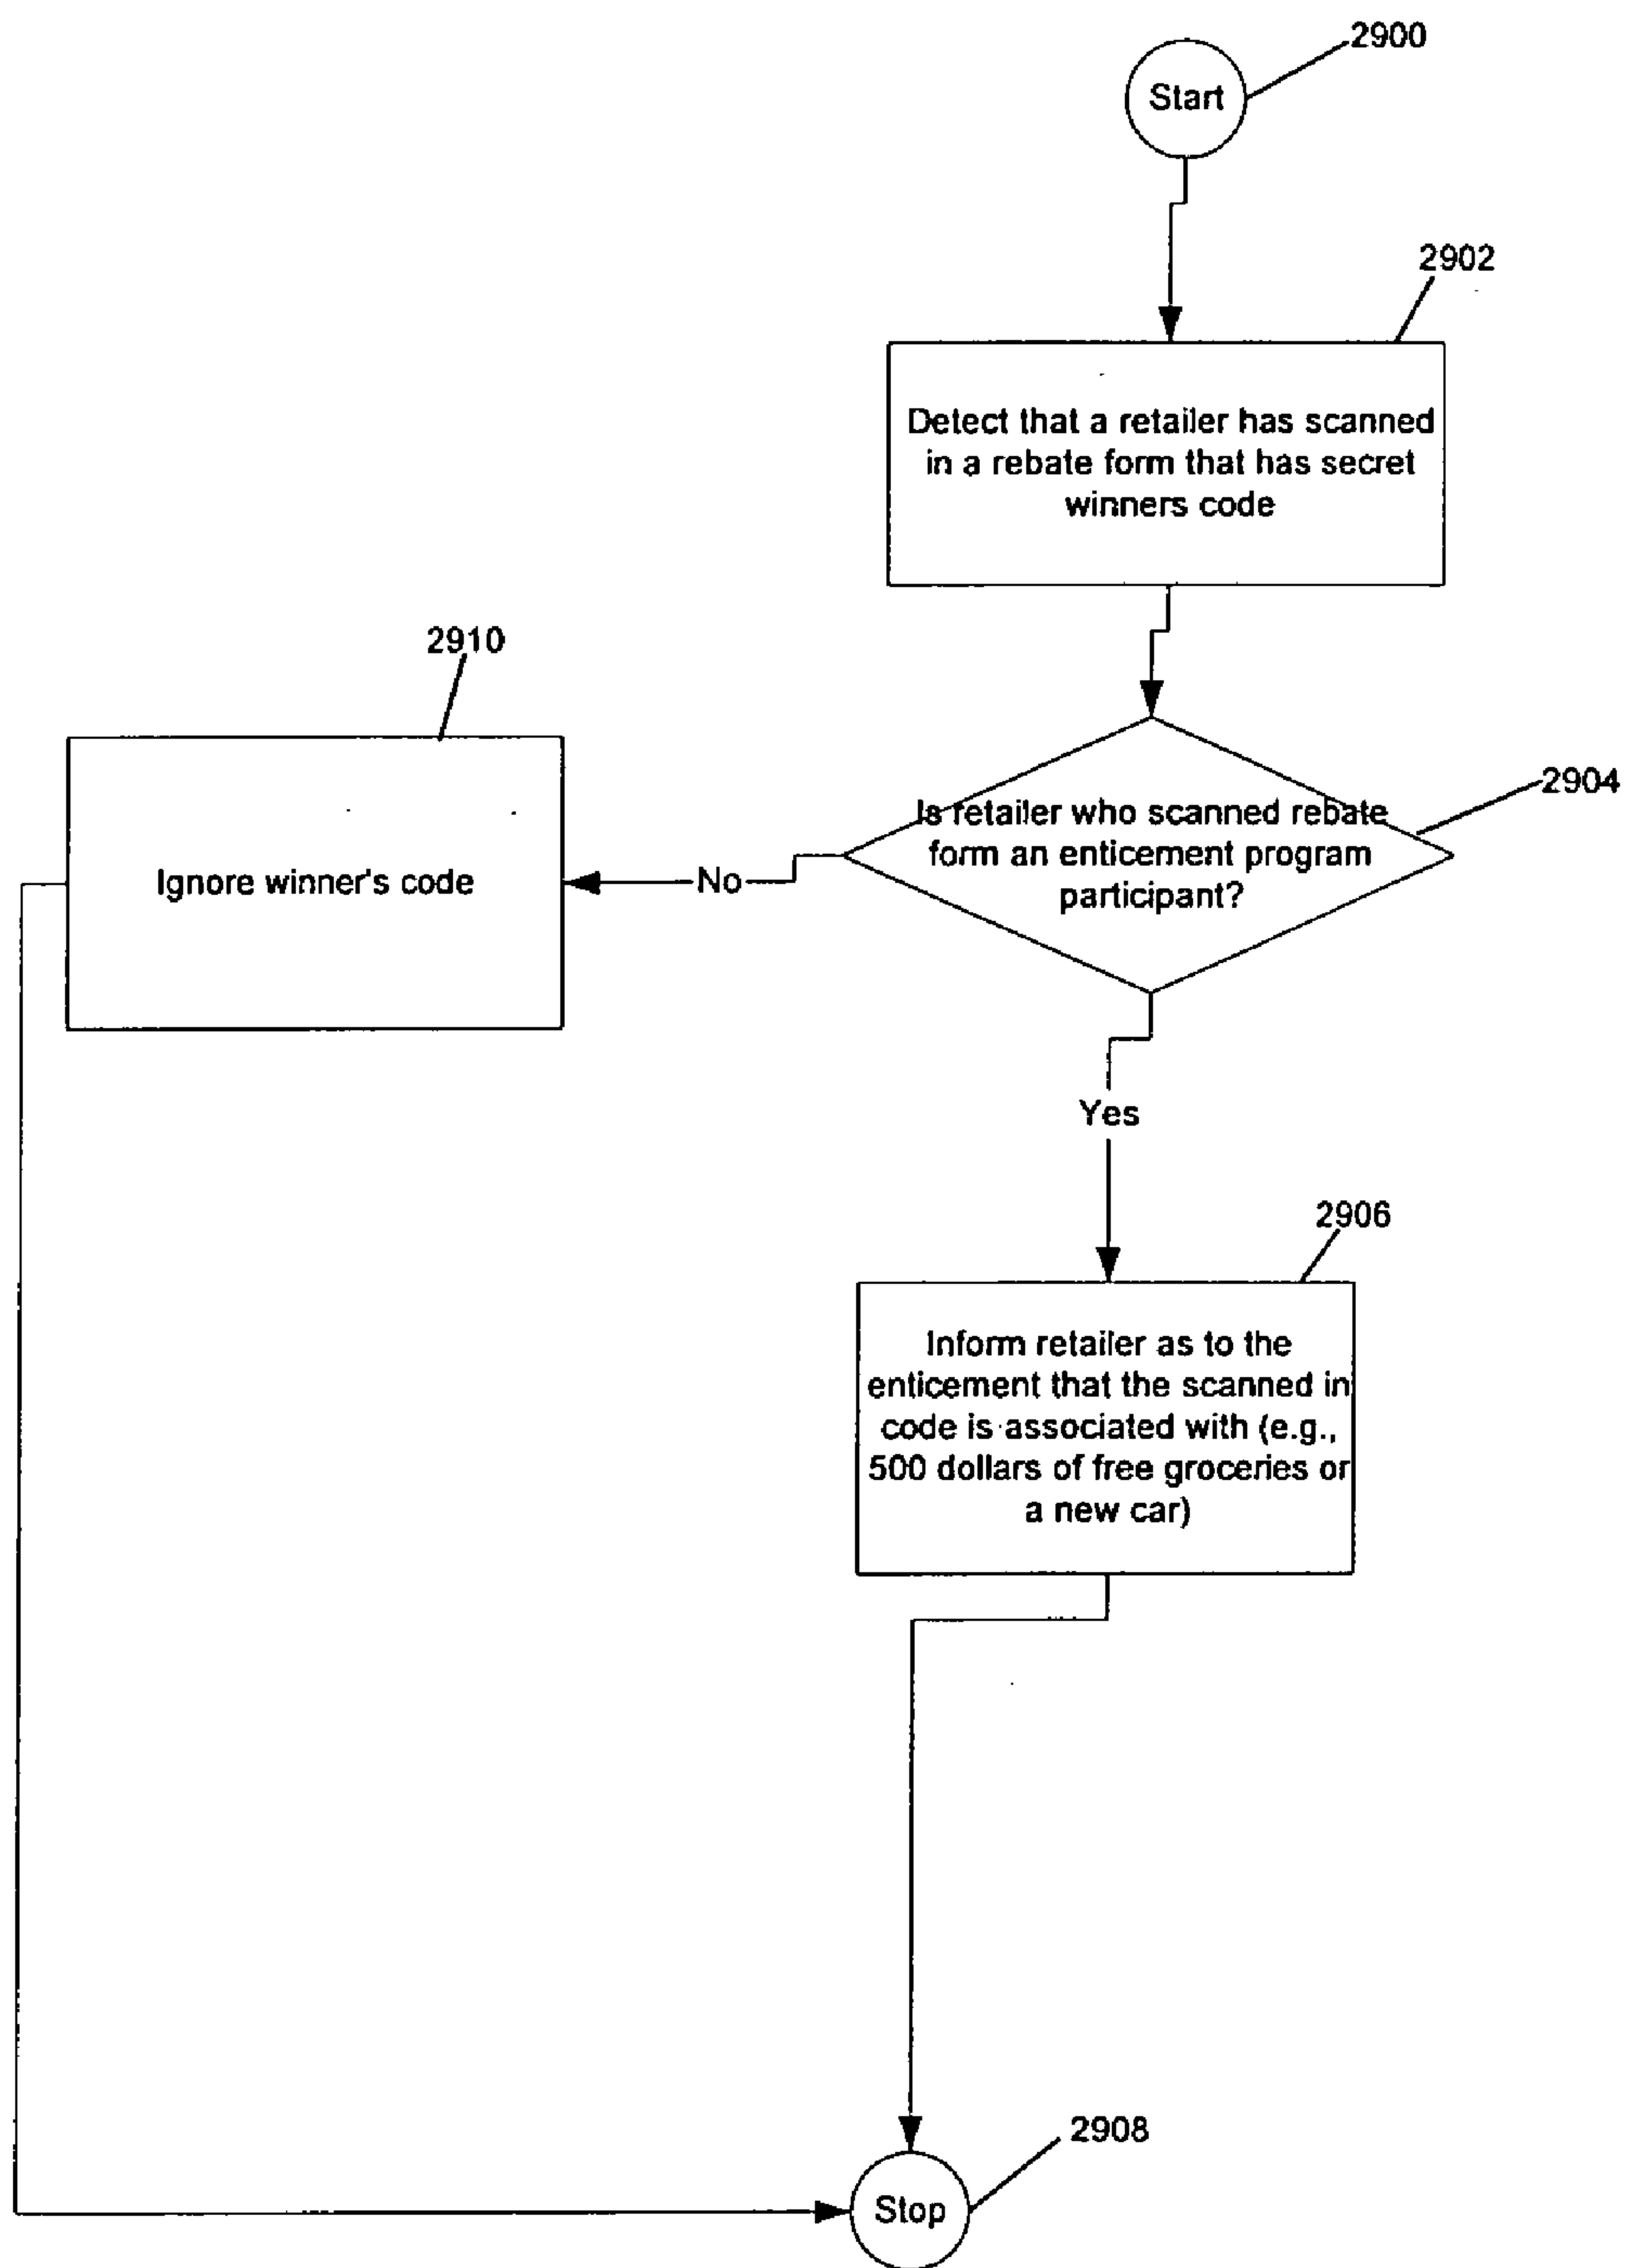 2900
Start
2902
Detect that a retailer has scanned
in a rebate form that has secret
winners code
2910
2904
Is retailer who scanned rebate
form an enticement program
participant?
Ignore winner's code
No
Yes
2906
Inform retailer as to the
enticement that the scanned in
code is associated with (e.g.,
500 dollars of free groceries or
a new car)
2908
Stop